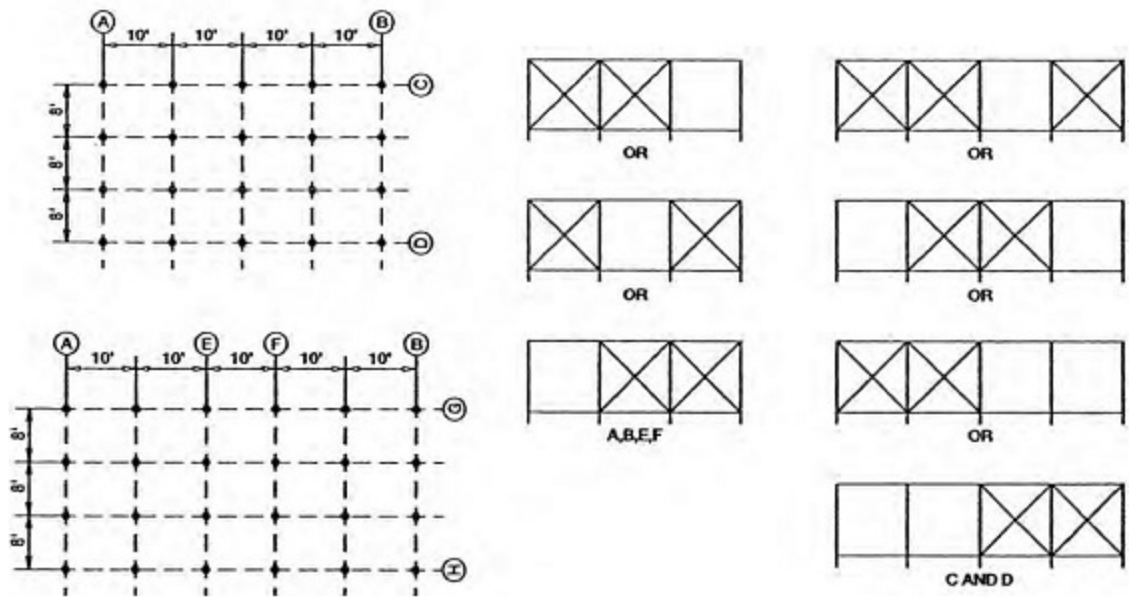 A B
10' 10' 10' 10'
C
8'
8'
8'
D
A E F B
10' 10' 10' 10' 10'
G
8'
8'
8'
H
OR
OR
A,B,E,F
OR
OR
OR
C AND D